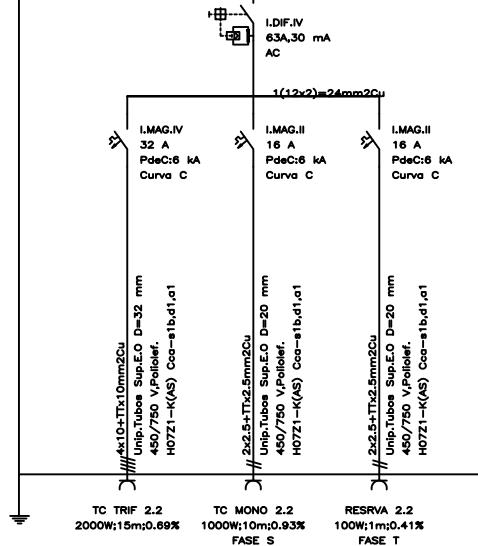 I.DIF.IV
63A,30 mA
AC
1(12x2)=24mm2Cu
I.MAG.IV
32 A
PdeC:6 kA
Curva C
I.MAG.II
16 A
PdeC:6 kA
Curva C
I.MAG.II
16 A
PdeC:6 kA
Curva C
4x10+TTx10mm2Cu
Unip.Tubos Sup.E.O D=32 mm
450/750 V,Poliolef.
H07Z1-K(AS) Cca-s1b,d1,a1
2x2.5+TTx2.5mm2Cu
Unip.Tubos Sup.E.O D=20 mm
450/750 V,Poliolef.
H07Z1-K(AS) Cca-s1b,d1,a1
2x2.5+TTx2.5mm2Cu
Unip.Tubos Sup.E.O D=20 mm
450/750 V,Poliolef.
H07Z1-K(AS) Cca-s1b,d1,a1
TC TRIF 2.2
2000W;15m;0.69%
TC MONO 2.2
1000W;10m;0.93%
FASE S
RESRVA 2.2
100W;1m;0.41%
FASE T